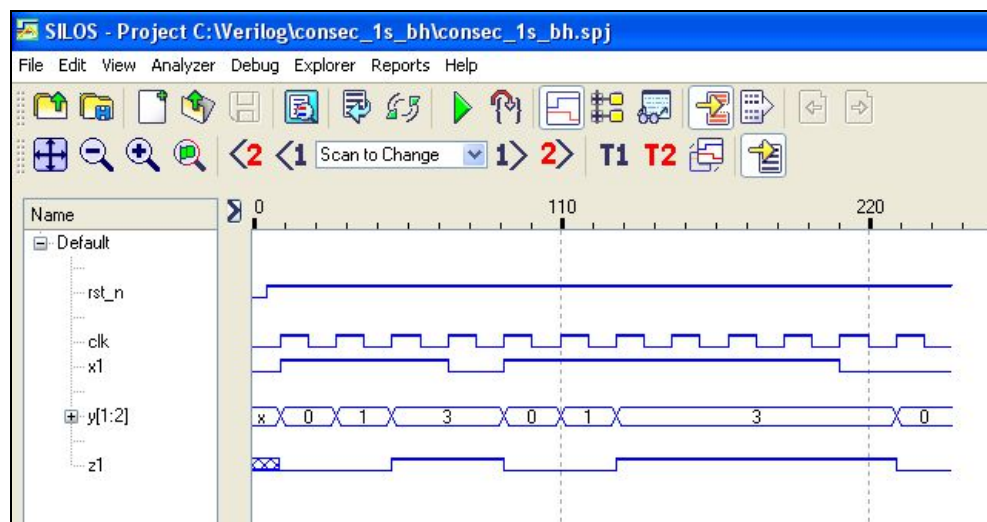 SILOS - Project C:\Verilog\consec_1s_bh\consec_1s_bh.spj
File Edit View Analyzer Debug Explorer Reports Help
<2 <1 Scan to Change 1> 2> T1 T2
Name 0 110 220
Default
rst_n
clk
x1
y[1:2] x 0 1 3 0 1 3 0
z1